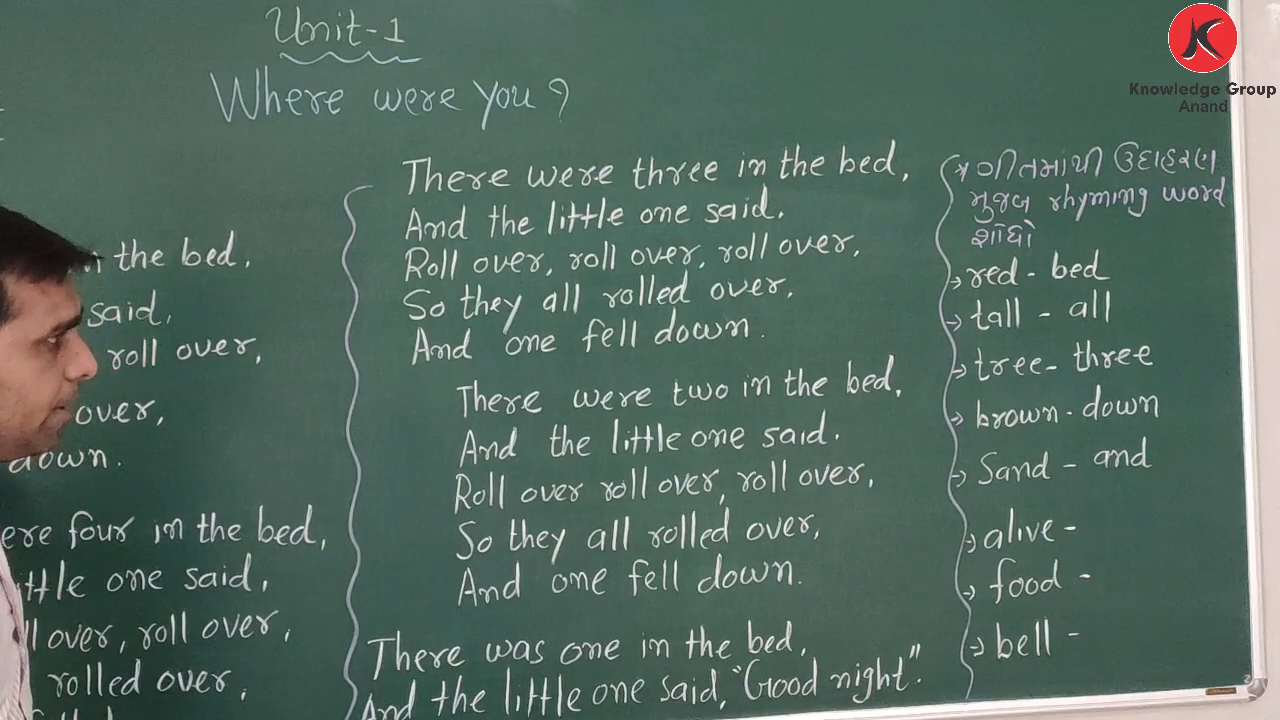 Unit-1
Where were you?
the bed,
said,
roll over,
over,
down.
ere four in the bed,
ttle one said,
ll over, roll over,
rolled over,
There were three in the bed,
And the little one said.
Roll over, roll over, roll over,
So they all rolled over,
And one fell down.
There were two in the bed,
And the little one said.
Roll over roll over, roll over,
So they all rolled over,
And one fell down.
There was one in the bed,
And the little one said, "Good night".
* ગીતમાંથી ઉદાહરણ
મુજબ rhyming word
શોધો
→ red - bed
→ tall - all
→ tree - three
→ brown - down
→ Sand - and
→ alive -
→ food -
→ bell -
K
Knowledge Group
Anand